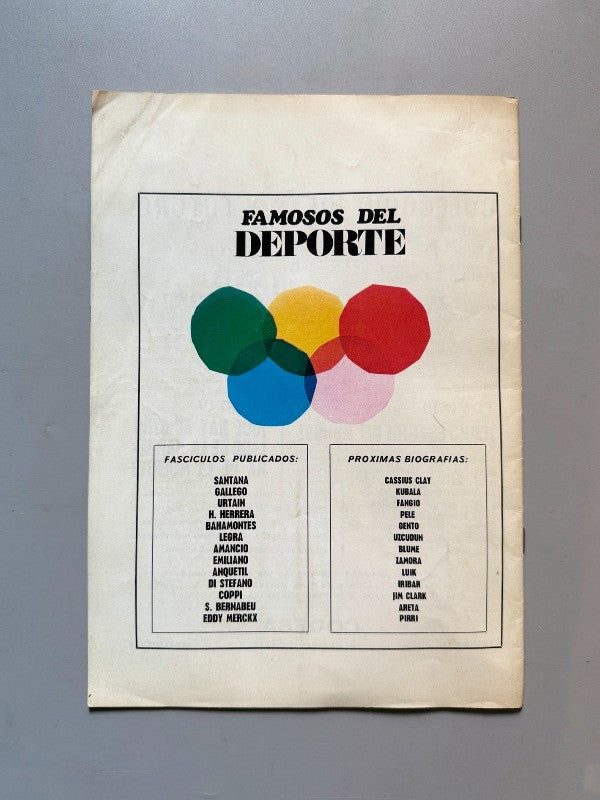 FAMOSOS DEL
DEPORTE
FASCICULOS PUBLICADOS:
SANTANA
GALLEGO
URTAIN
H. HERRERA
BAHAMONTES
LEGRA
AMANCIO
EMILIANO
ANQUETIL
DI STEFANO
COPPI
S. BERNABEU
EDDY MERCKX
PROXIMAS BIOGRAFIAS:
CASSIUS CLAY
KUBALA
FANGIO
PELE
GENTO
UZCUDUN
BLUME
ZAMORA
LUIK
IRIBAR
JIM CLARK
ARETA
PIRRI